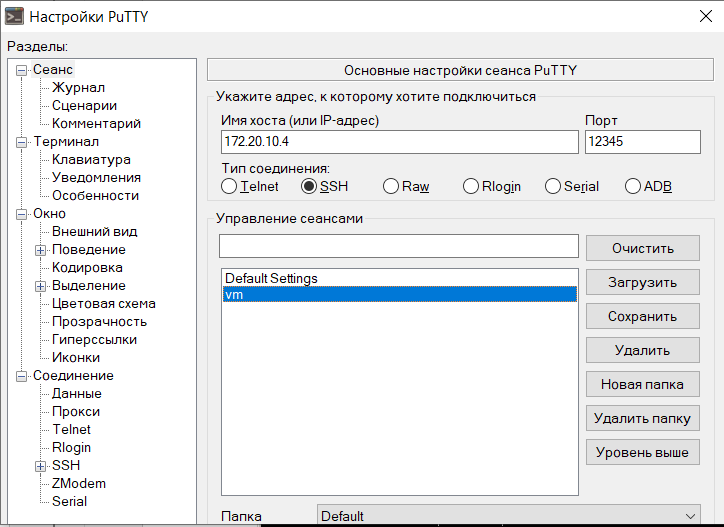 Настройки PuTTY
Разделы:
Сеанс
Журнал
Сценарии
Комментарий
Терминал
Клавиатура
Уведомления
Особенности
Окно
Внешний вид
Поведение
Кодировка
Выделение
Цветовая схема
Прозрачность
Гиперссылки
Иконки
Соединение
Данные
Прокси
Telnet
Rlogin
SSH
ZModem
Serial
Основные настройки сеанса PuTTY
Укажите адрес, к которому хотите подключиться
Имя хоста (или IP-адрес) Порт
172.20.10.4 12345
Тип соединения:
Telnet SSH Raw Rlogin Serial ADB
Управление сеансами
Очистить
Default Settings
vm
Загрузить
Сохранить
Удалить
Новая папка
Удалить папку
Уровень выше
Папка Default